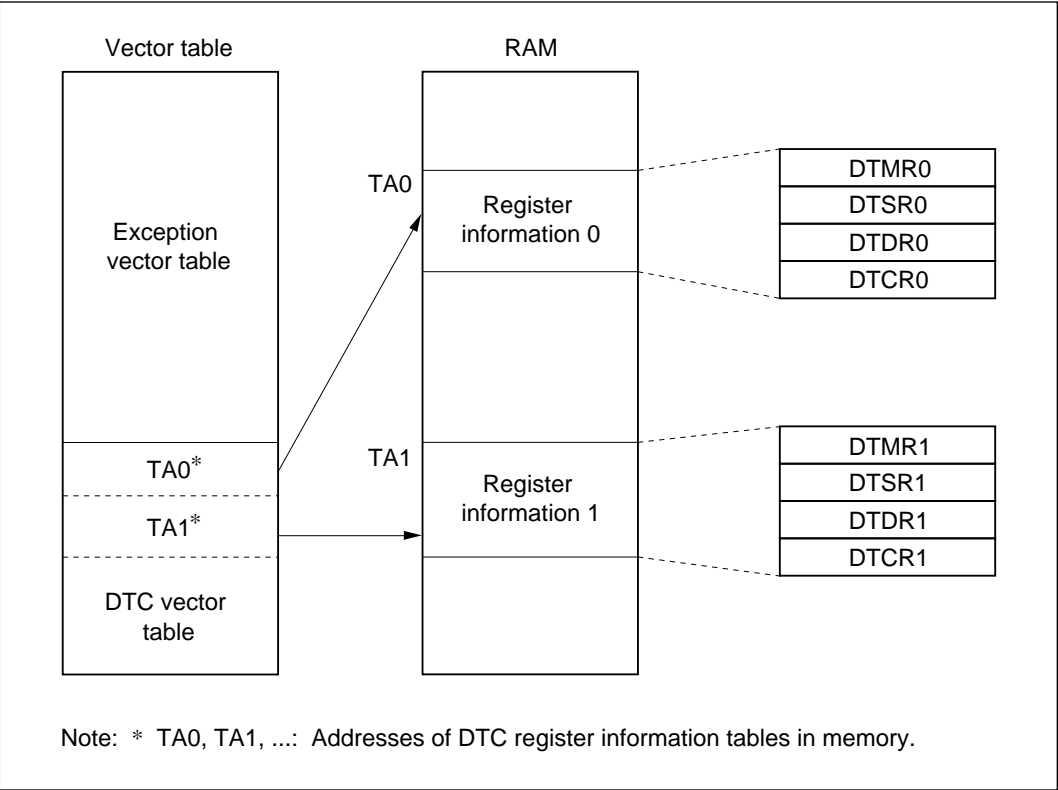 Vector table
RAM
Exception
vector table
TA0*
TA1*
DTC vector
table
TA0
Register
information 0
TA1
Register
information 1
DTMR0
DTSR0
DTDR0
DTCR0
DTMR1
DTSR1
DTDR1
DTCR1
Note: * TA0, TA1, ...: Addresses of DTC register information tables in memory.